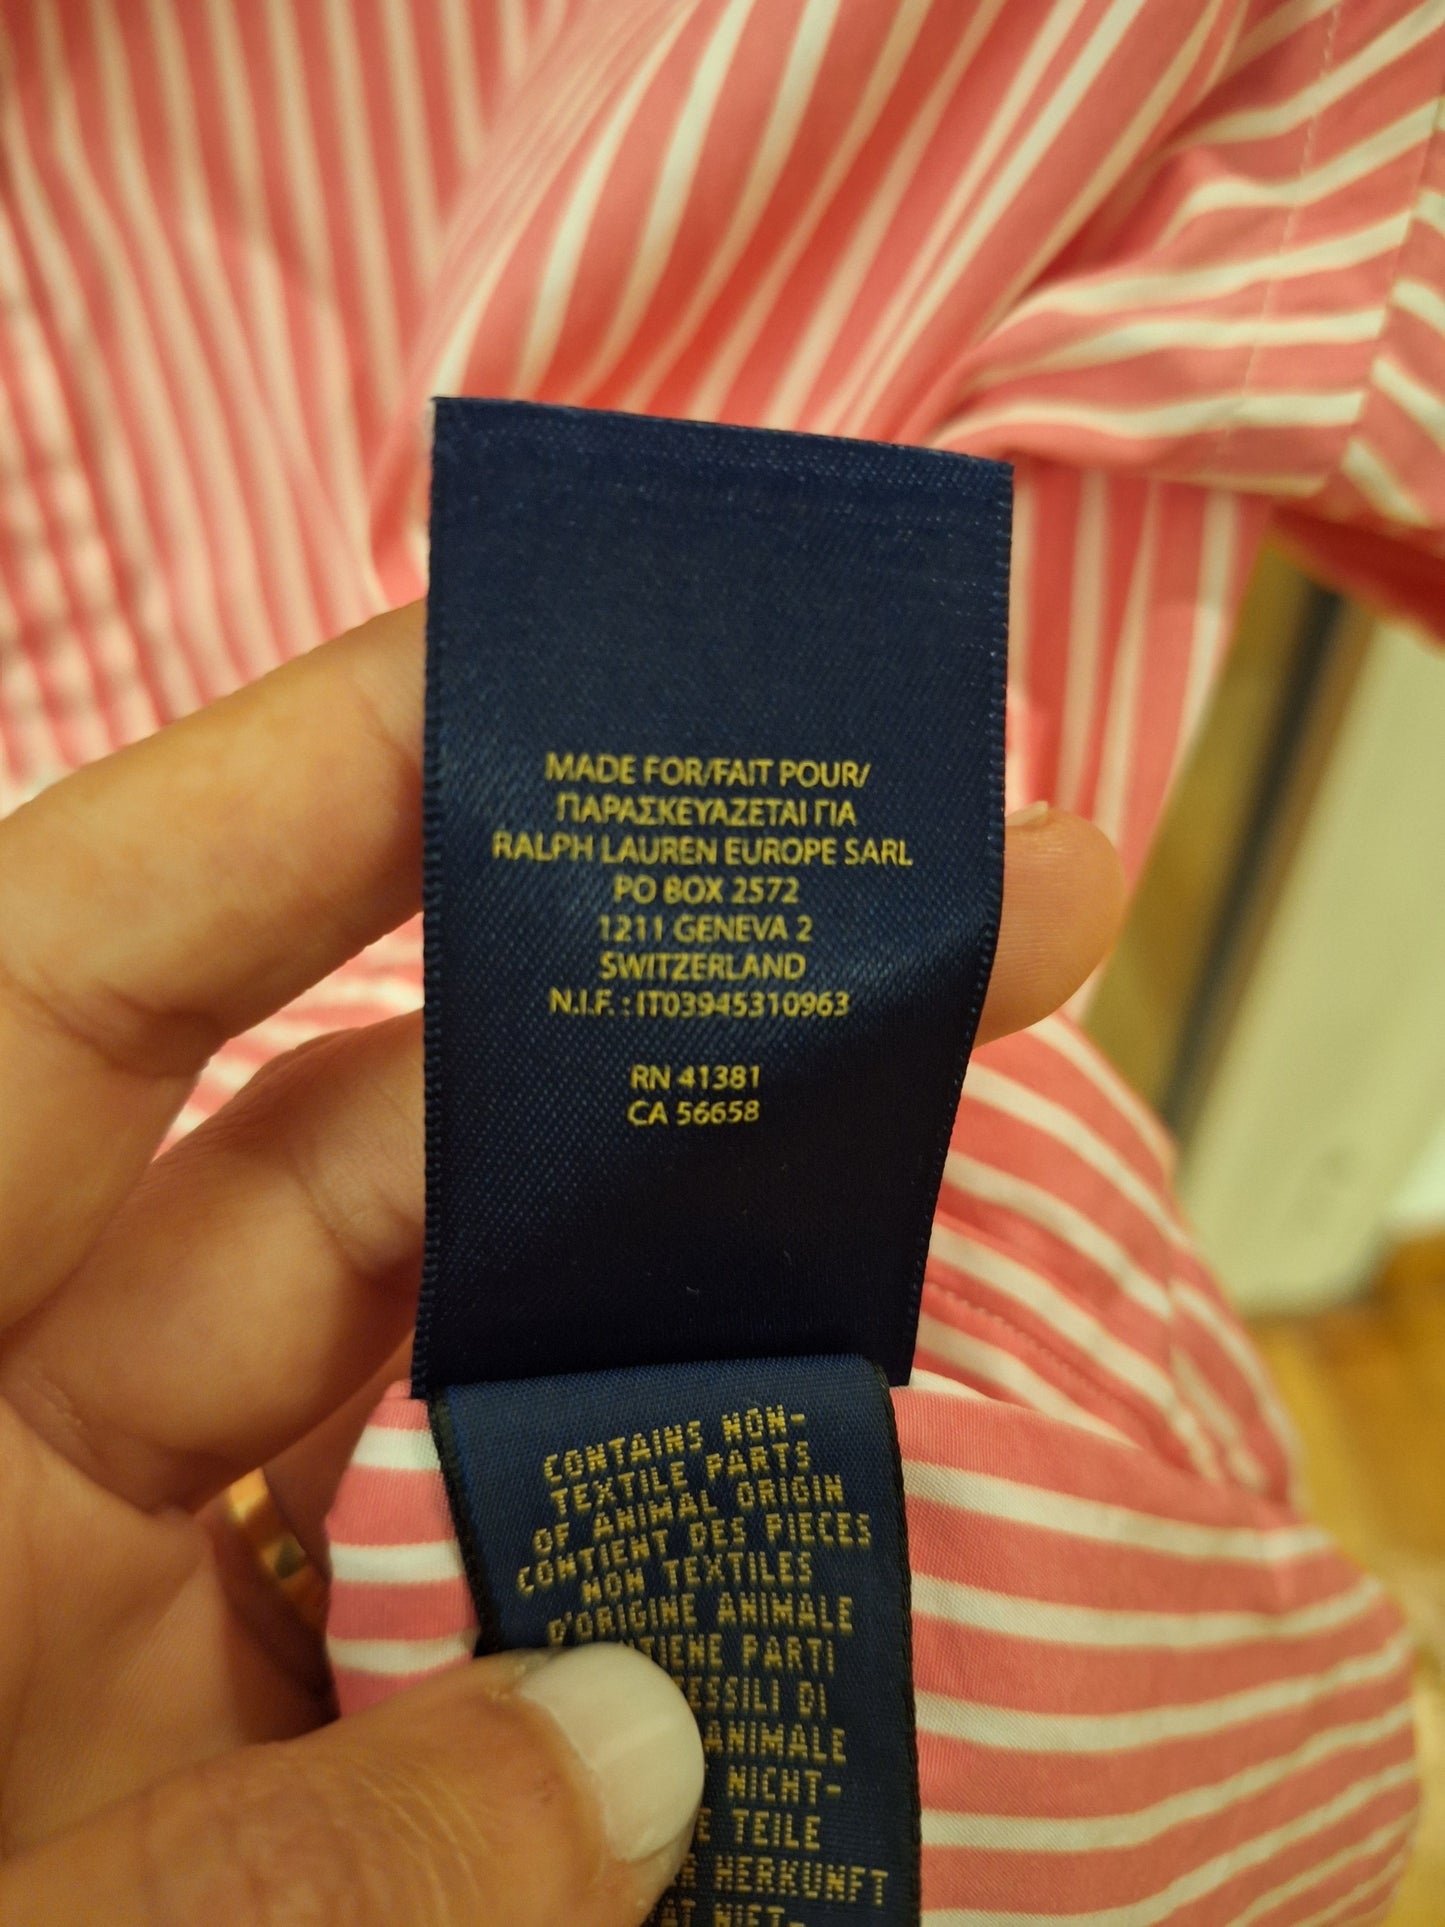 MADE FOR/FAIT POUR/
ΠΑΡΑΣΚΕΥΑΖΕΤΑΙ ΓΙΑ
RALPH LAUREN EUROPE SARL
PO BOX 2572
1211 GENEVA 2
SWITZERLAND
N.I.F. : IT03945310963
RN 41381
CA 56658
CONTAINS NON-
TEXTILE PARTS
OF ANIMAL ORIGIN
CONTIENT DES PIECES
NON TEXTILES
D'ORIGINE ANIMALE
PARTI
DI
ANIMALE
NICHT-
TEILE
HERKUNFT